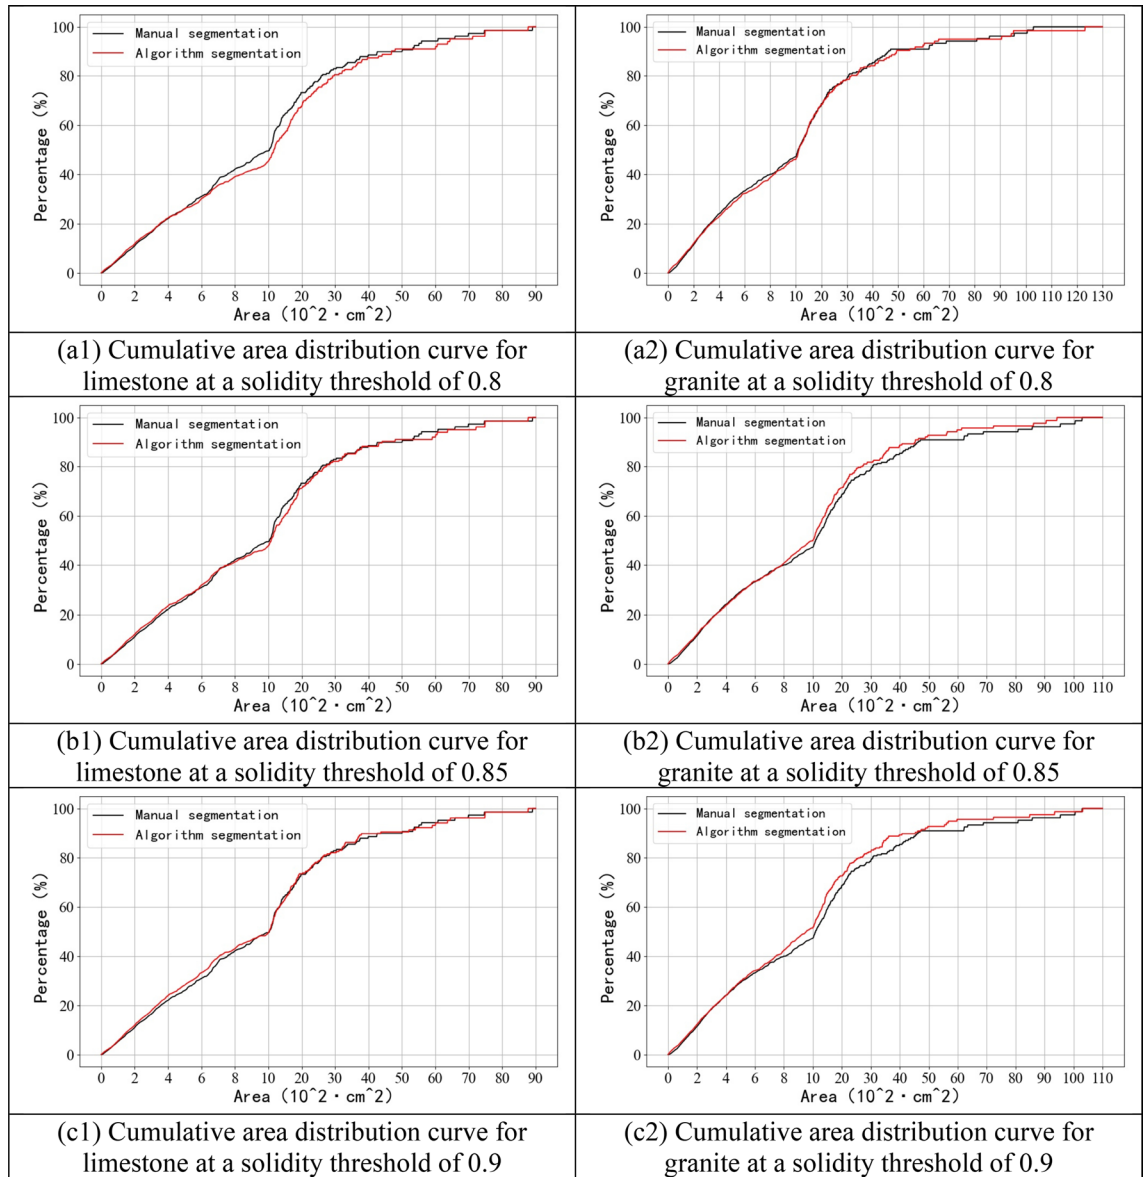 Manual segmentation
Algorithm segmentation
100
80
60
40
20
0
Percentage (%)
0 2 4 6 8 10 20 30 40 50 60 70 90
Area (10^2·cm^2)
Manual segmentation
Algorithm segmentation
100
80
60
40
20
0
Percentage (%)
0 2 4 6 8 10 20 30 40 50 60 70 80 90 100 120 130
Area (10^2·cm^2)
(a1) Cumulative area distribution curve for
limestone at a solidity threshold of 0.8
(a2) Cumulative area distribution curve for
granite at a solidity threshold of 0.8
Manual segmentation
Algorithm segmentation
100
80
60
40
20
0
Percentage (%)
0 2 4 6 8 10 20 30 40 50 60 70 90
Area (10^2·cm^2)
Manual segmentation
Algorithm segmentation
100
80
60
40
20
0
Percentage (%)
0 2 4 6 8 10 20 30 40 50 60 70 80 90 100 110
Area (10^2·cm^2)
(b1) Cumulative area distribution curve for
limestone at a solidity threshold of 0.85
(b2) Cumulative area distribution curve for
granite at a solidity threshold of 0.85
Manual segmentation
Algorithm segmentation
100
80
60
40
20
0
Percentage (%)
0 2 4 6 8 10 20 30 40 50 60 70 90
Area (10^2·cm^2)
Manual segmentation
Algorithm segmentation
100
80
60
40
20
0
Percentage (%)
0 2 4 6 8 10 20 30 40 50 60 70 80 90 100 110
Area (10^2·cm^2)
(c1) Cumulative area distribution curve for
limestone at a solidity threshold of 0.9
(c2) Cumulative area distribution curve for
granite at a solidity threshold of 0.9